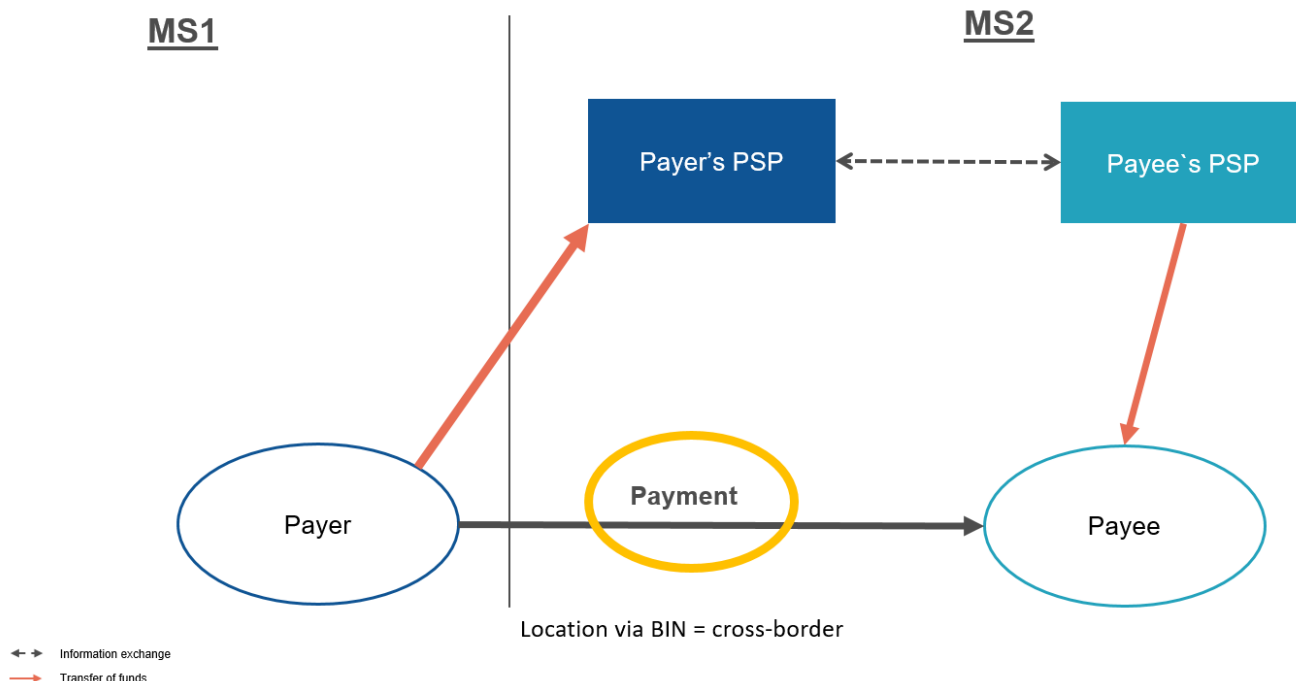 MS1
MS2
Payer’s PSP
Payee`s PSP
Payment
Payer
Payee
Location via BIN = cross-border
Information exchange
Transfer of funds